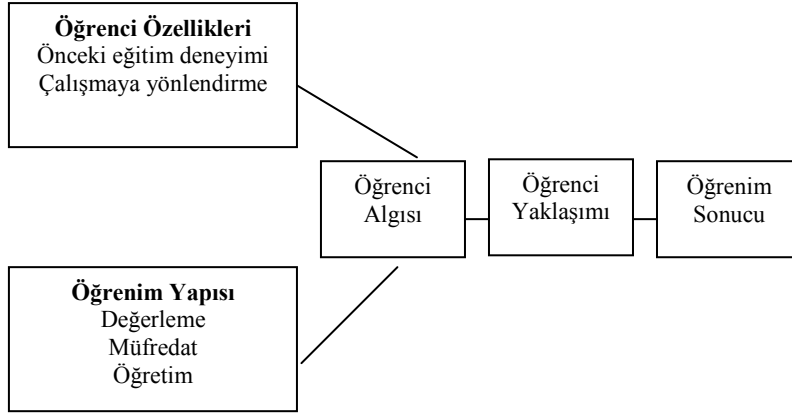 Öğrenci Özellikleri
Önceki eğitim deneyimi
Çalışmaya yönlendirme
Öğrenci
Algısı
Öğrenci
Yaklaşımı
Öğrenim
Sonucu
Öğrenim Yapısı
Değerleme
Müfredat
Öğretim